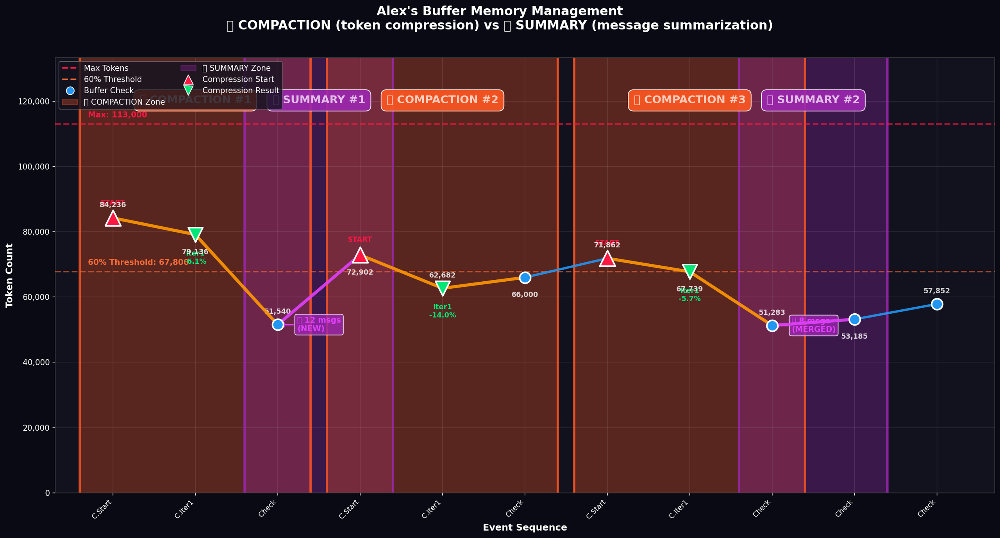 Alex's Buffer Memory Management
COMPACTION (token compression) vs SUMMARY (message summarization)
Max Tokens
60% Threshold
Buffer Check
COMPACTION Zone
SUMMARY Zone
Compression Start
Compression Result
COMPACTION #1
SUMMARY #1
COMPACTION #2
COMPACTION #3
SUMMARY #2
Max: 113,000
60% Threshold: 67,800
Token Count
120,000
100,000
80,000
60,000
40,000
20,000
0
START
84,236
79,136
Iter1
-6.1%
51,540
12 msgs
(NEW)
START
72,902
62,682
Iter1
-14.0%
66,000
START
71,862
67,739
Iter1
-5.7%
51,283
8 msgs
(MERGED)
53,185
57,852
C.Start
C.Iter1
Check
C.Start
C.Iter1
Check
C.Start
C.Iter1
Check
Check
Check
Event Sequence